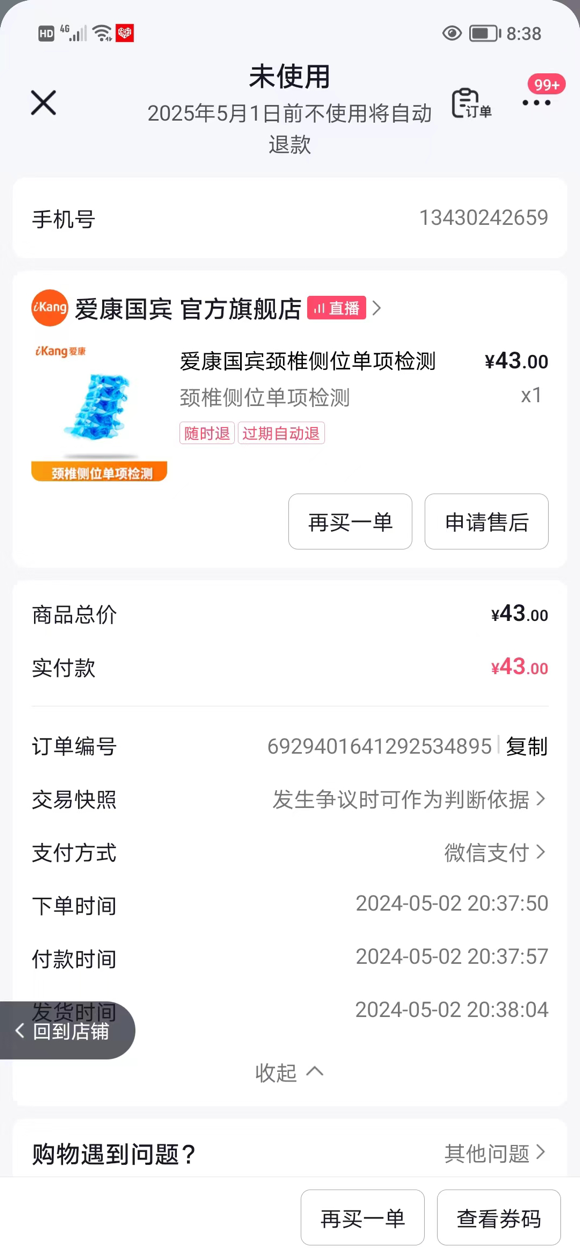 HD 4G 8:38
未使用
99+
2025年5月1日前不使用将自动
退款
订单
手机号 13430242659
iKang 爱康国宾 官方旗舰店 直播
iKang 爱康
爱康国宾颈椎侧位单项检测 ¥43.00
颈椎侧位单项检测 x1
随时退 过期自动退
颈椎侧位单项检测
再买一单 申请售后
商品总价 ¥43.00
实付款 ¥43.00
订单编号 6929401641292534895 复制
交易快照 发生争议时可作为判断依据
支付方式 微信支付
下单时间 2024-05-02 20:37:50
付款时间 2024-05-02 20:37:57
发货时间 2024-05-02 20:38:04
回到店铺
收起
购物遇到问题？ 其他问题
再买一单 查看券码